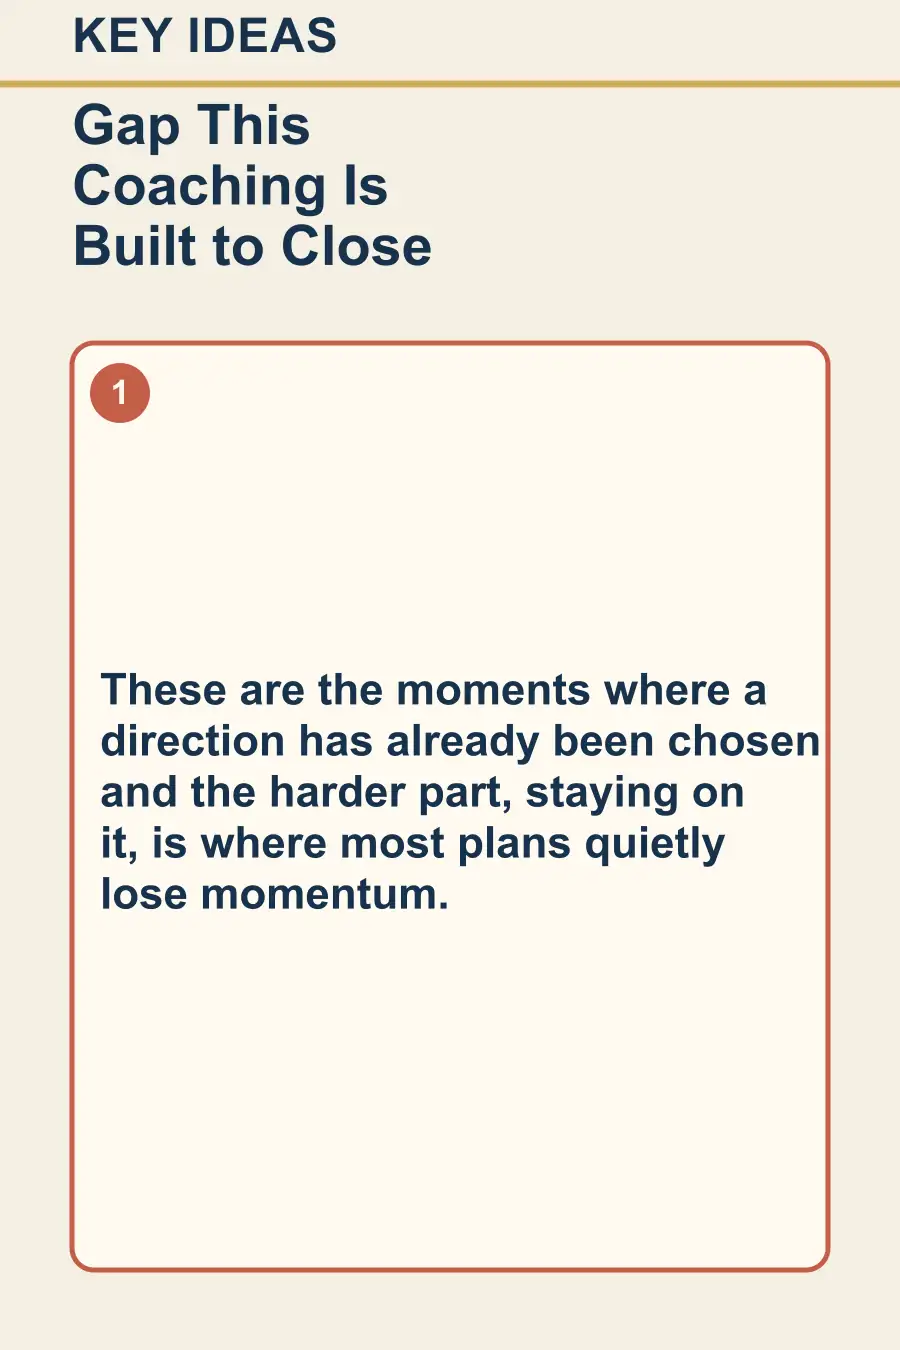 KEY IDEAS
Gap This
Coaching Is
Built to Close
1
These are the moments where a
direction has already been chosen
and the harder part, staying on
it, is where most plans quietly
lose momentum.